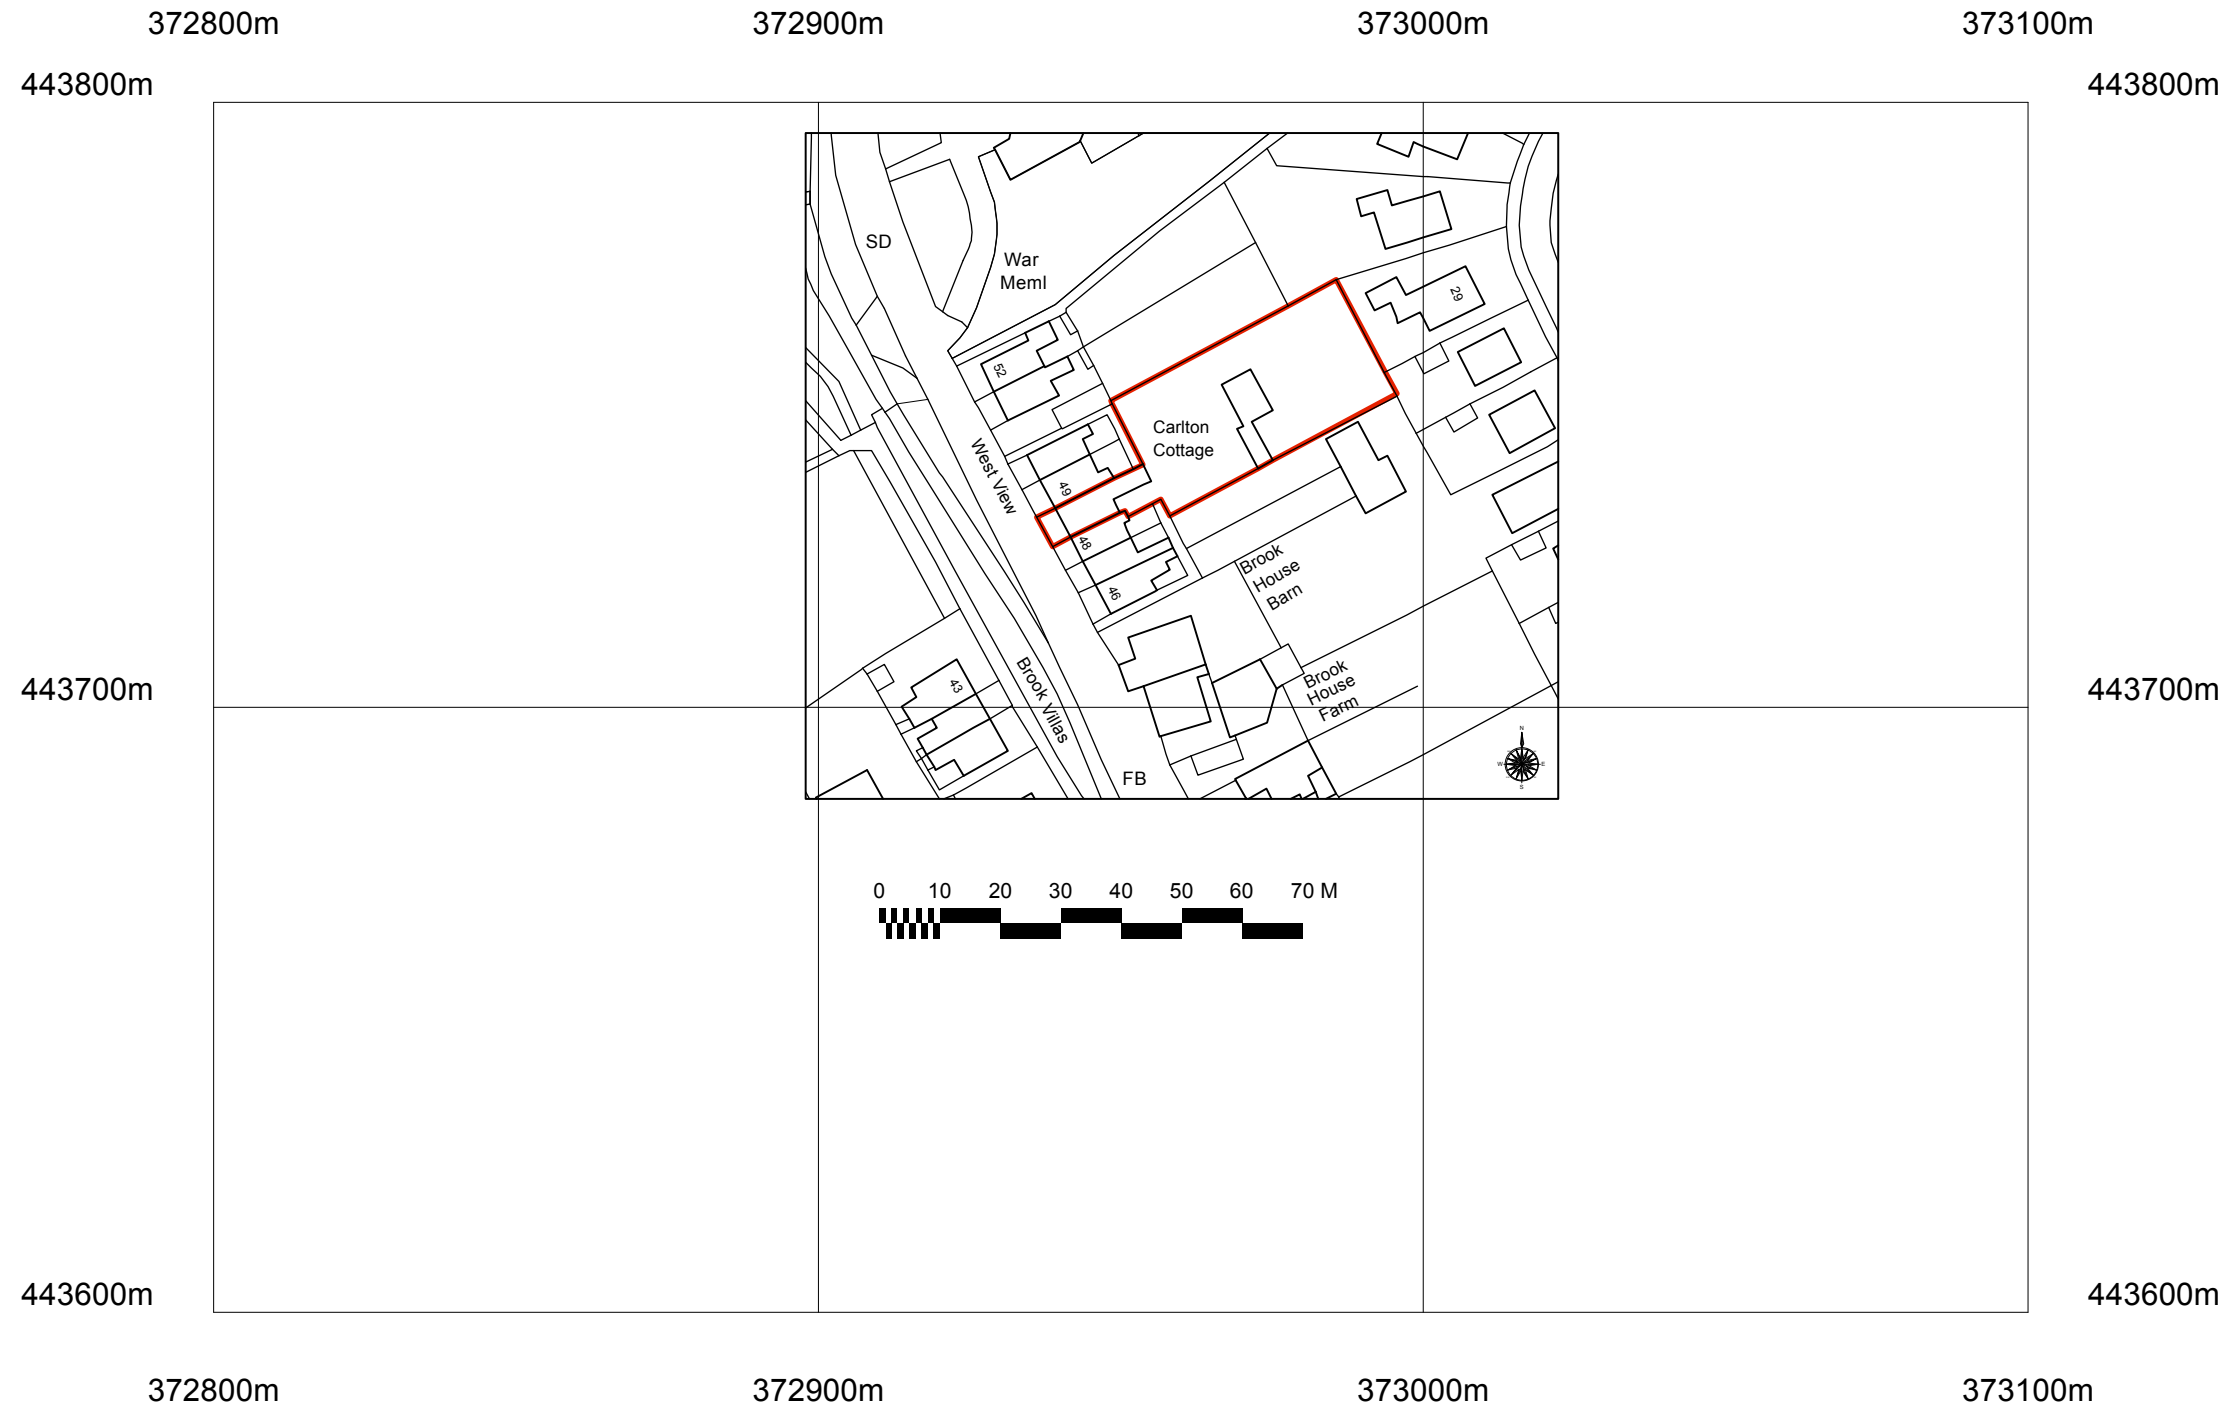 372800m 372900m 373000m 373100m
443800m 443800m
SD
War
Meml
29
52
Carlton
Cottage
West View
49
48
46
Brook
House
Barn
43
Brook Villas
Brook
House
Farm
443700m 443700m
N
W E
S
FB
0 10 20 30 40 50 60 70 M
443600m 443600m
372800m 372900m 373000m 373100m